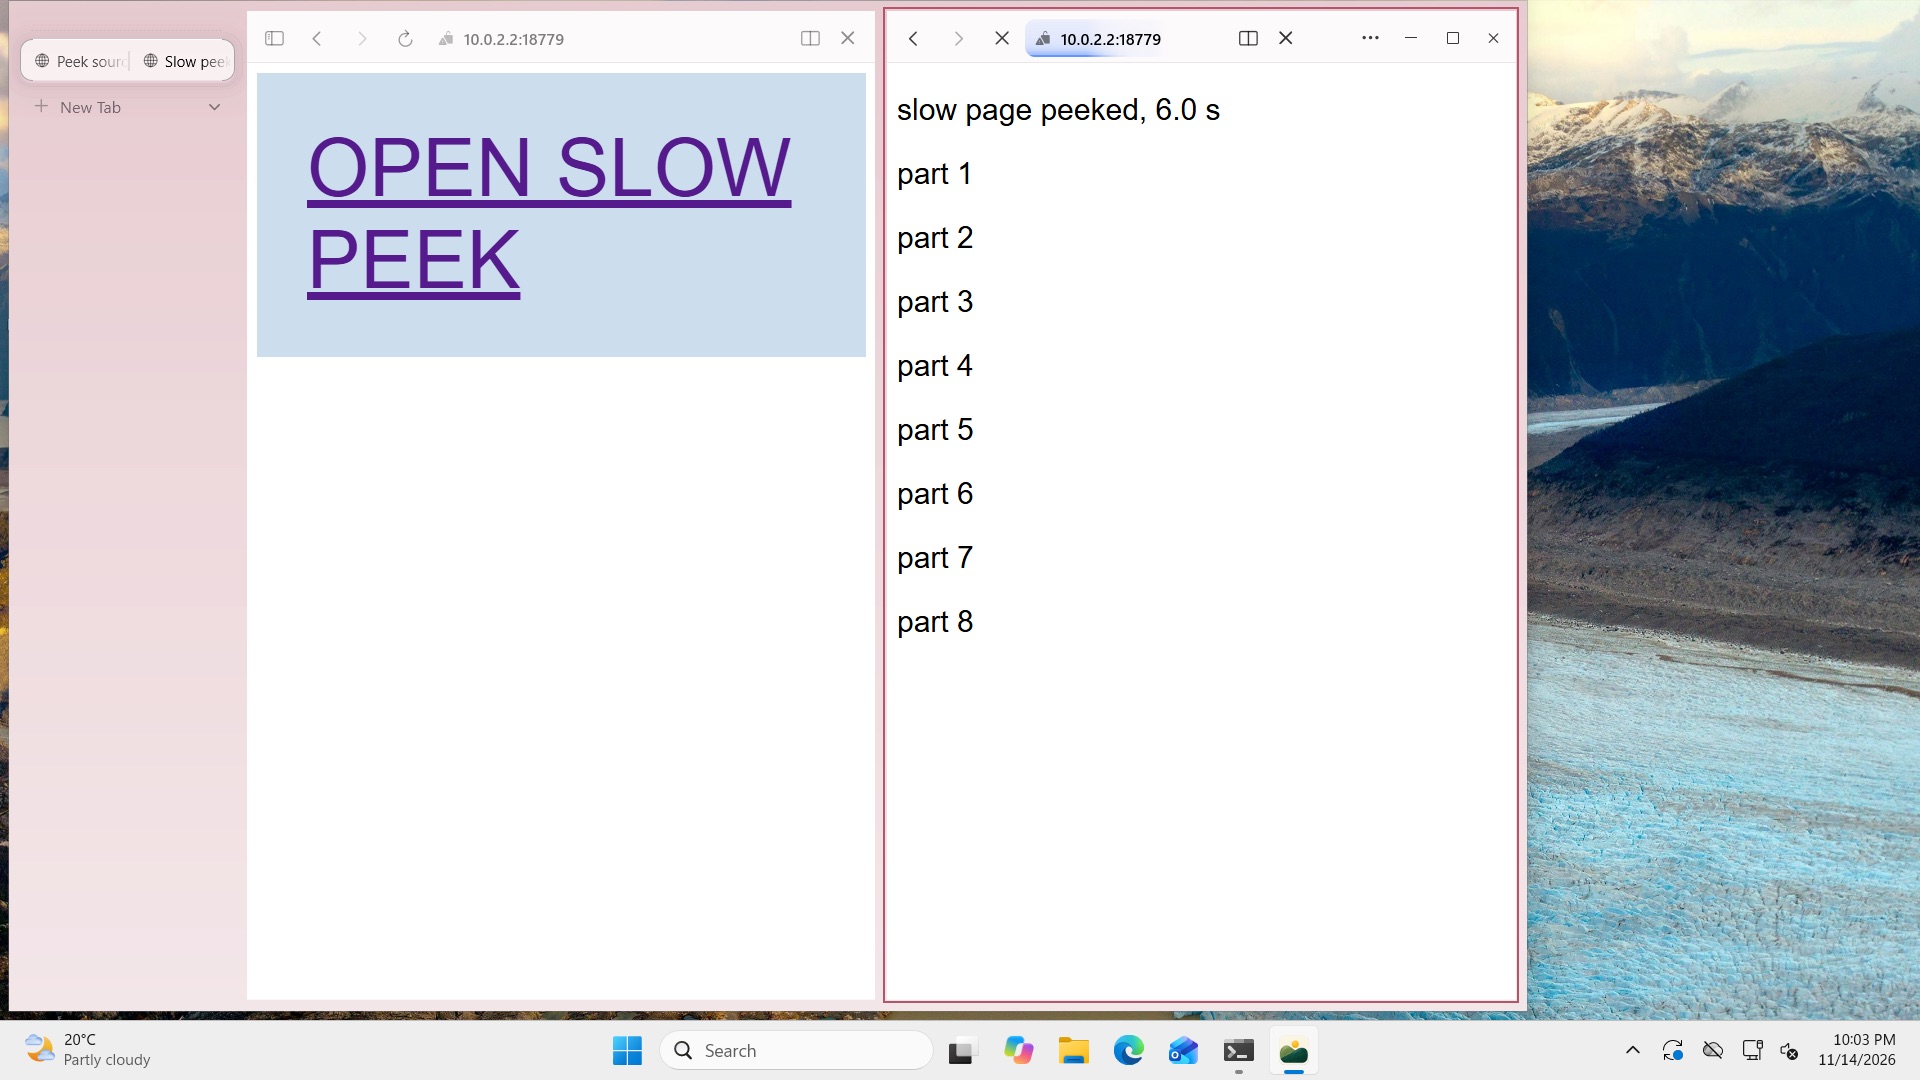 Peek sour
Slow peek
New Tab
10.0.2.2:18779
OPEN SLOW
PEEK
10.0.2.2:18779
slow page peeked, 6.0 s
part 1
part 2
part 3
part 4
part 5
part 6
part 7
part 8
20°C
Partly cloudy
Search
10:03 PM
11/14/2026